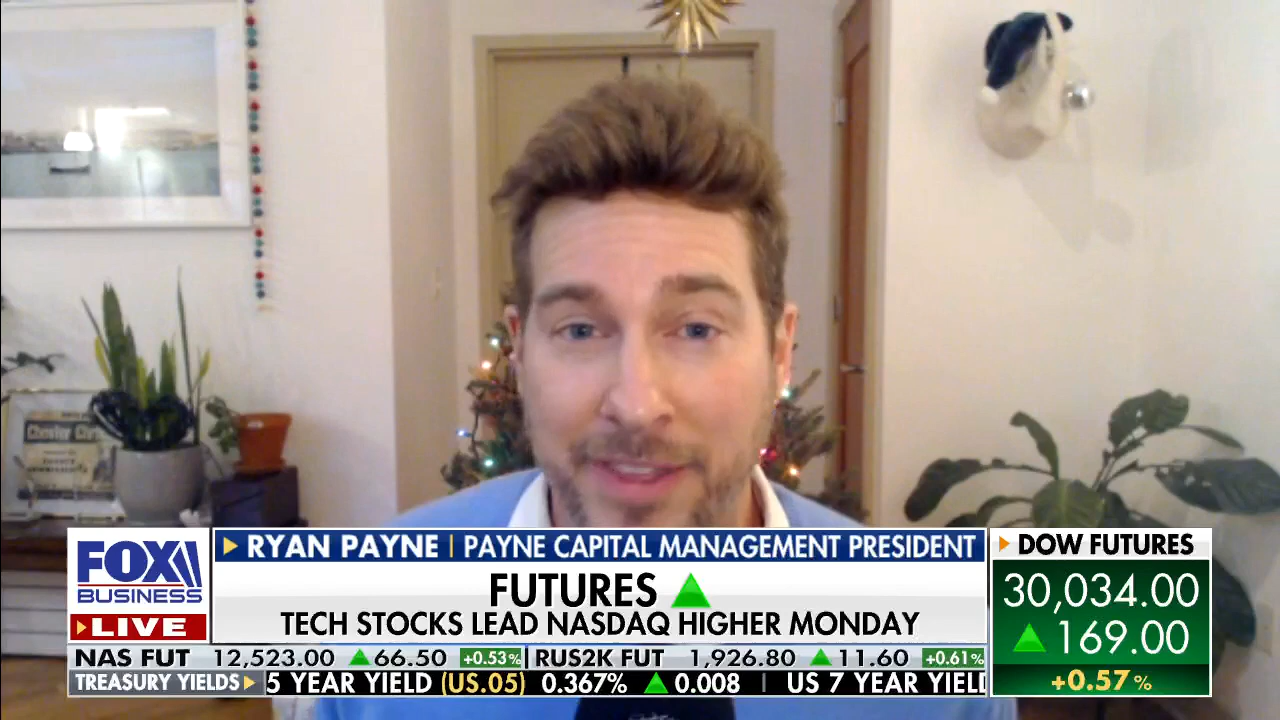 Chester
FOX
BUSINESS
LIVE
RYAN PAYNE | PAYNE CAPITAL MANAGEMENT PRESIDENT
FUTURES
TECH STOCKS LEAD NASDAQ HIGHER MONDAY
NAS FUT 12,523.00 66.50 +0.53% RUS2K FUT 1,926.80 11.60 +0.61%
TREASURY YIELDS 5 YEAR YIELD (US.05) 0.367% 0.008 | US 7 YEAR YIEL
DOW FUTURES
30,034.00
169.00
+0.57%